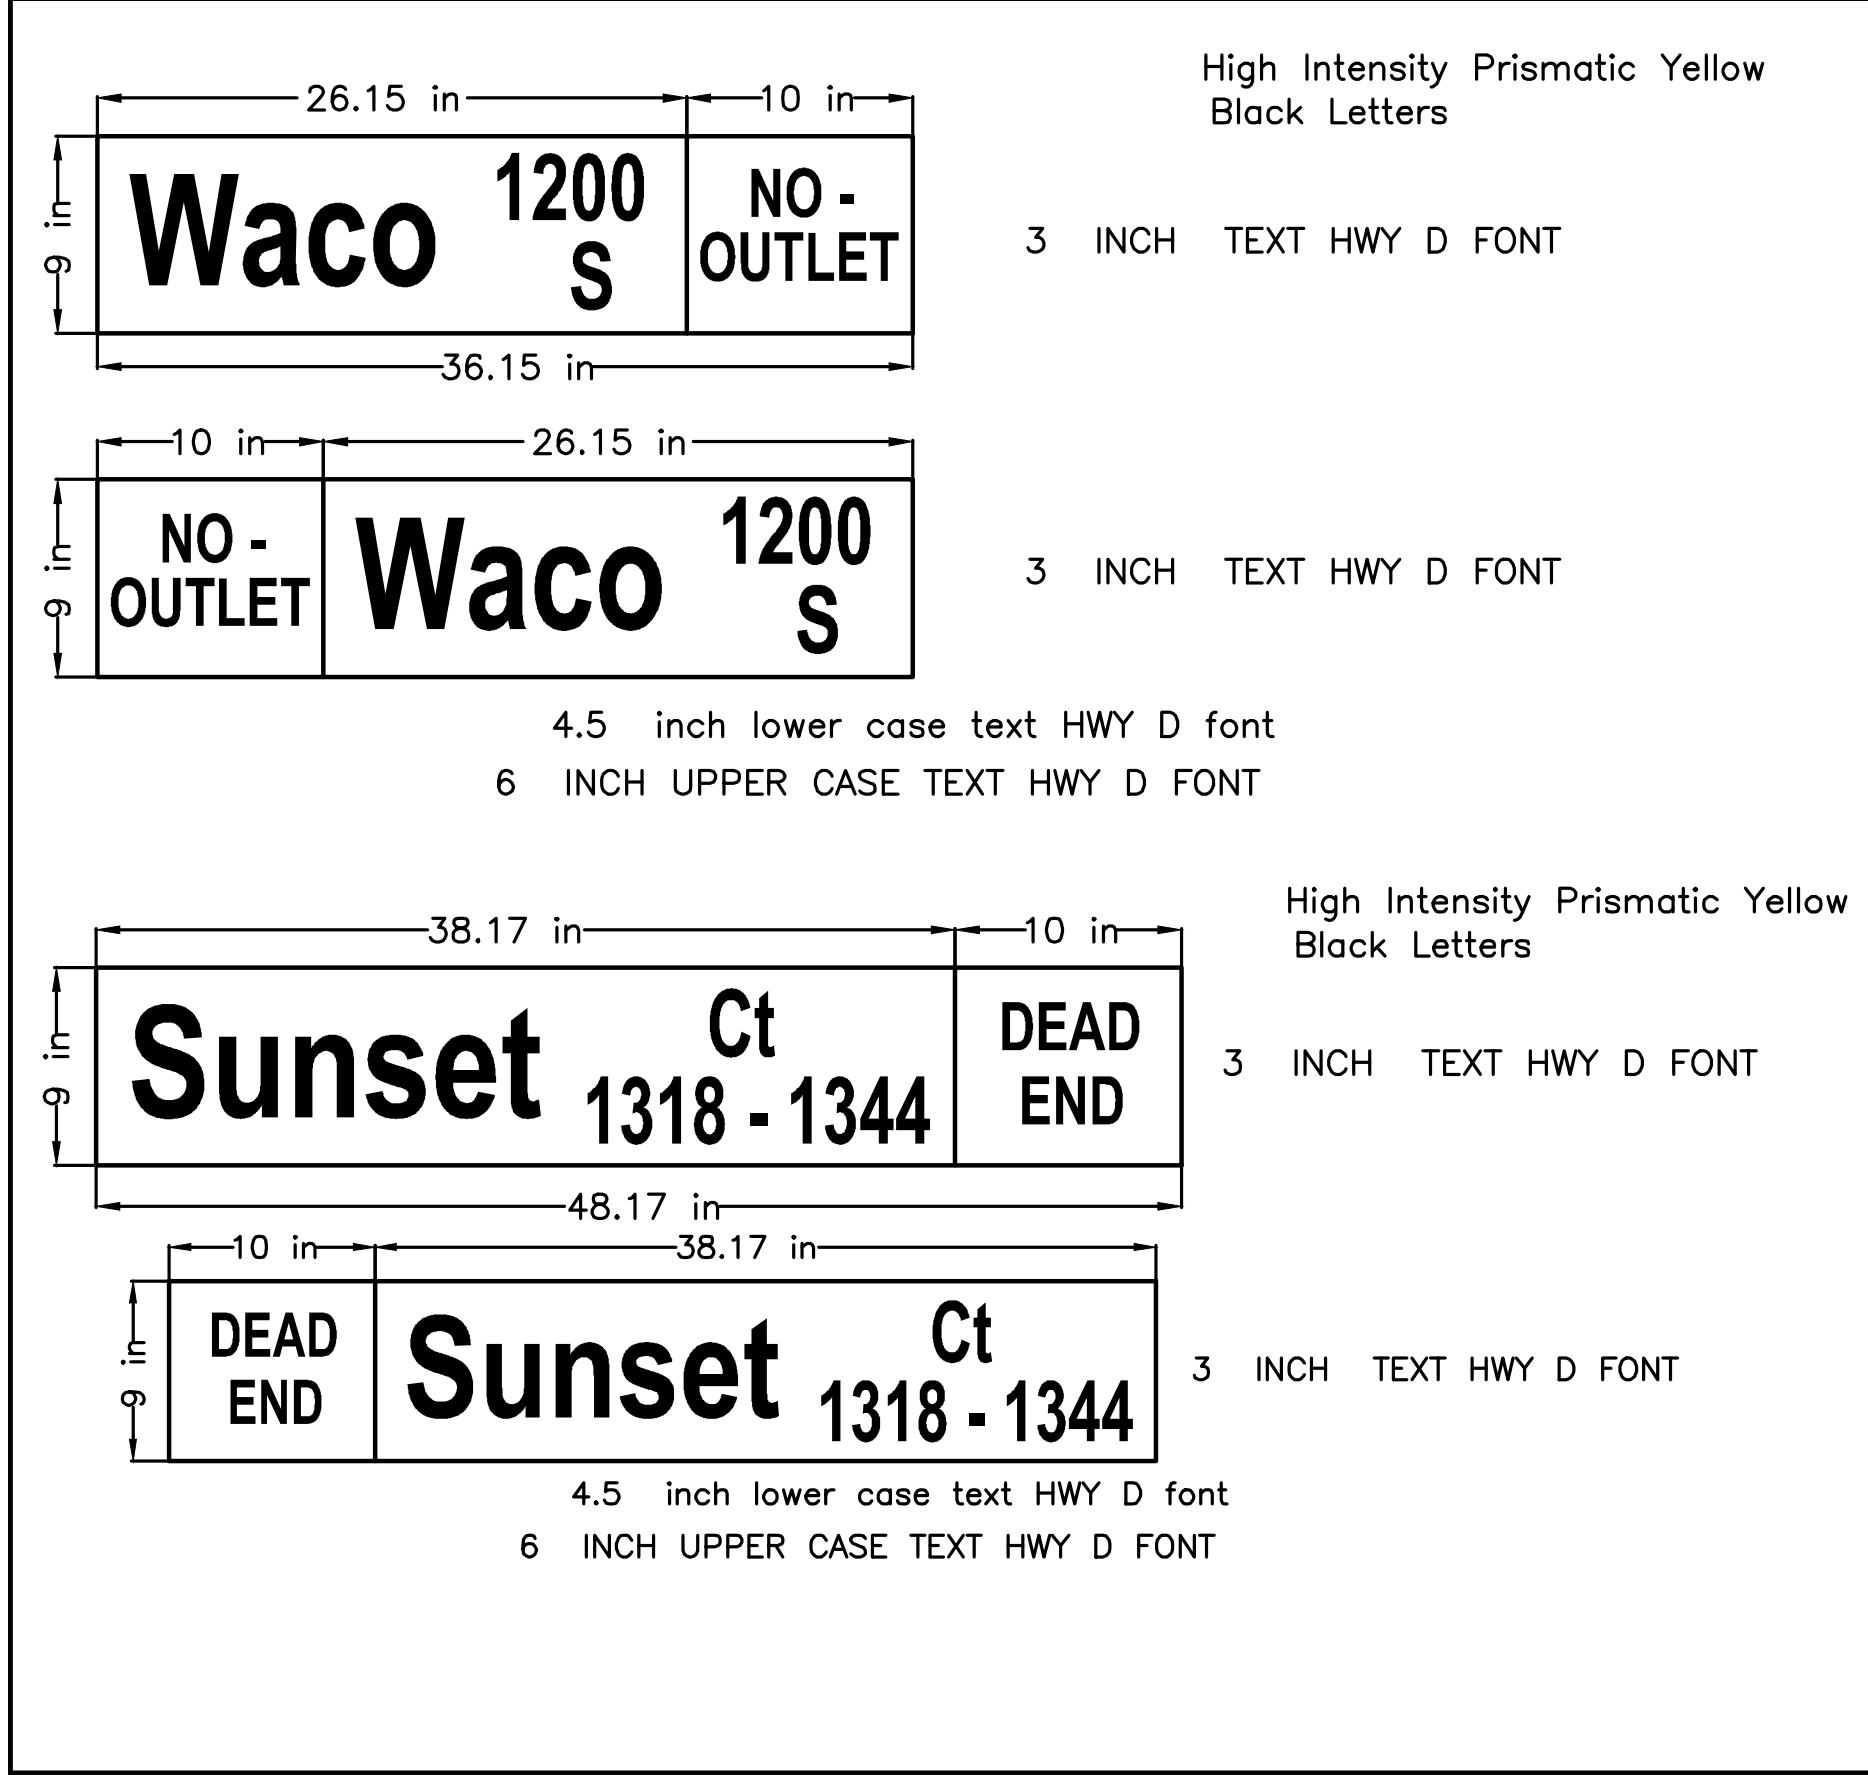 High Intensity Prismatic Yellow
Black Letters
26.15 in
10 in
9 in
Waco
1200
S
NO -
OUTLET
3 INCH TEXT HWY D FONT
36.15 in
10 in
26.15 in
9 in
NO -
OUTLET
Waco
1200
S
3 INCH TEXT HWY D FONT
4.5 inch lower case text HWY D font
6 INCH UPPER CASE TEXT HWY D FONT
High Intensity Prismatic Yellow
Black Letters
38.17 in
10 in
9 in
Sunset
Ct
1318 - 1344
DEAD
END
3 INCH TEXT HWY D FONT
48.17 in
10 in
38.17 in
9 in
DEAD
END
Sunset
Ct
1318 - 1344
3 INCH TEXT HWY D FONT
4.5 inch lower case text HWY D font
6 INCH UPPER CASE TEXT HWY D FONT